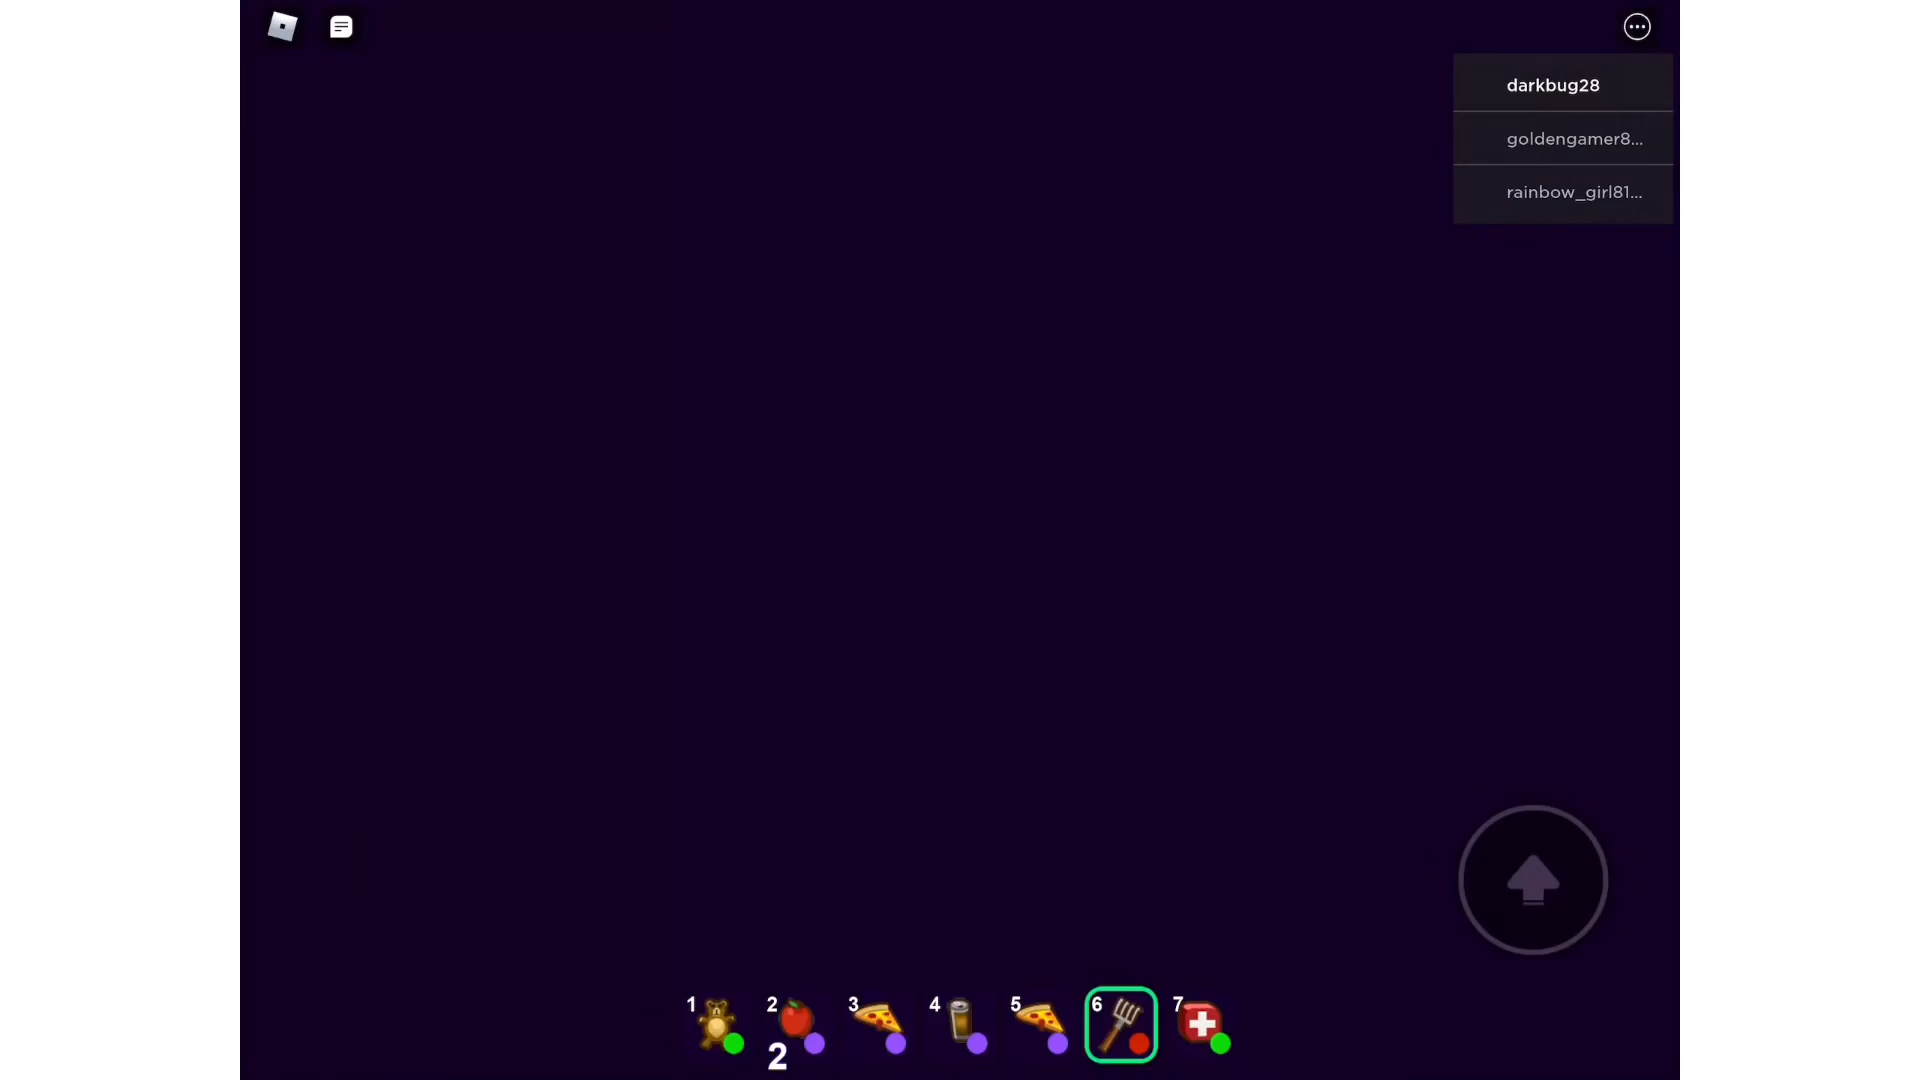 darkbug28
goldengamer8...
rainbow_girl81...
1 2 3 4 5 6 7
2